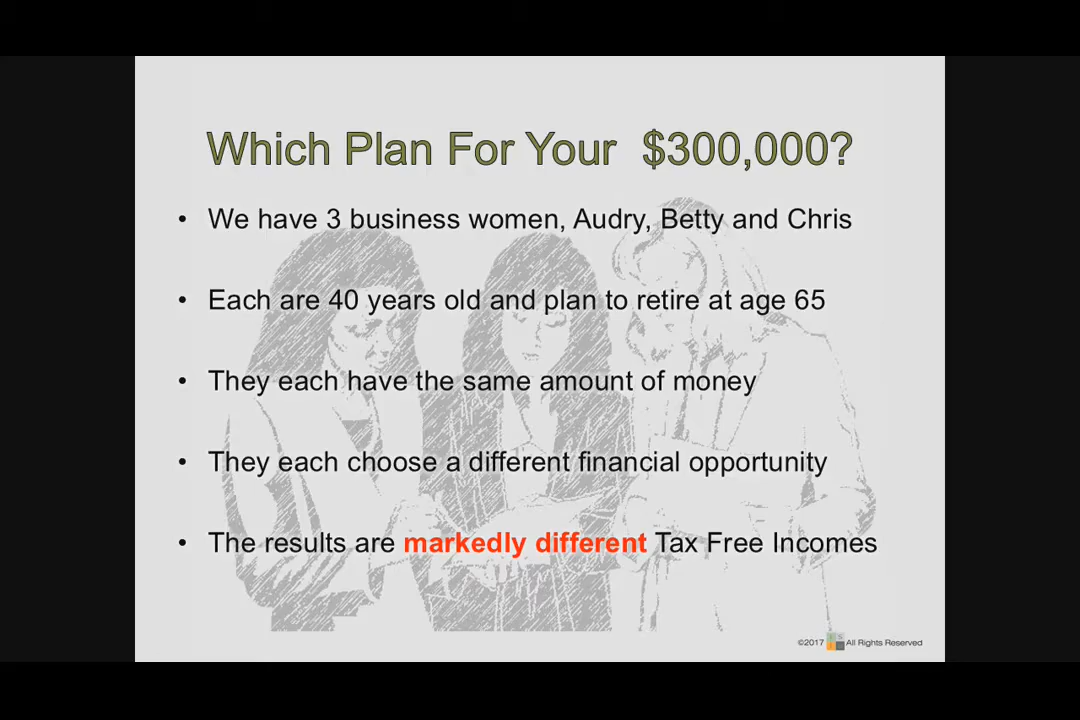 Which Plan For Your $300,000?
• We have 3 business women, Audry, Betty and Chris
• Each are 40 years old and plan to retire at age 65
• They each have the same amount of money
• They each choose a different financial opportunity
• The results are markedly different Tax Free Incomes
©2017 All Rights Reserved